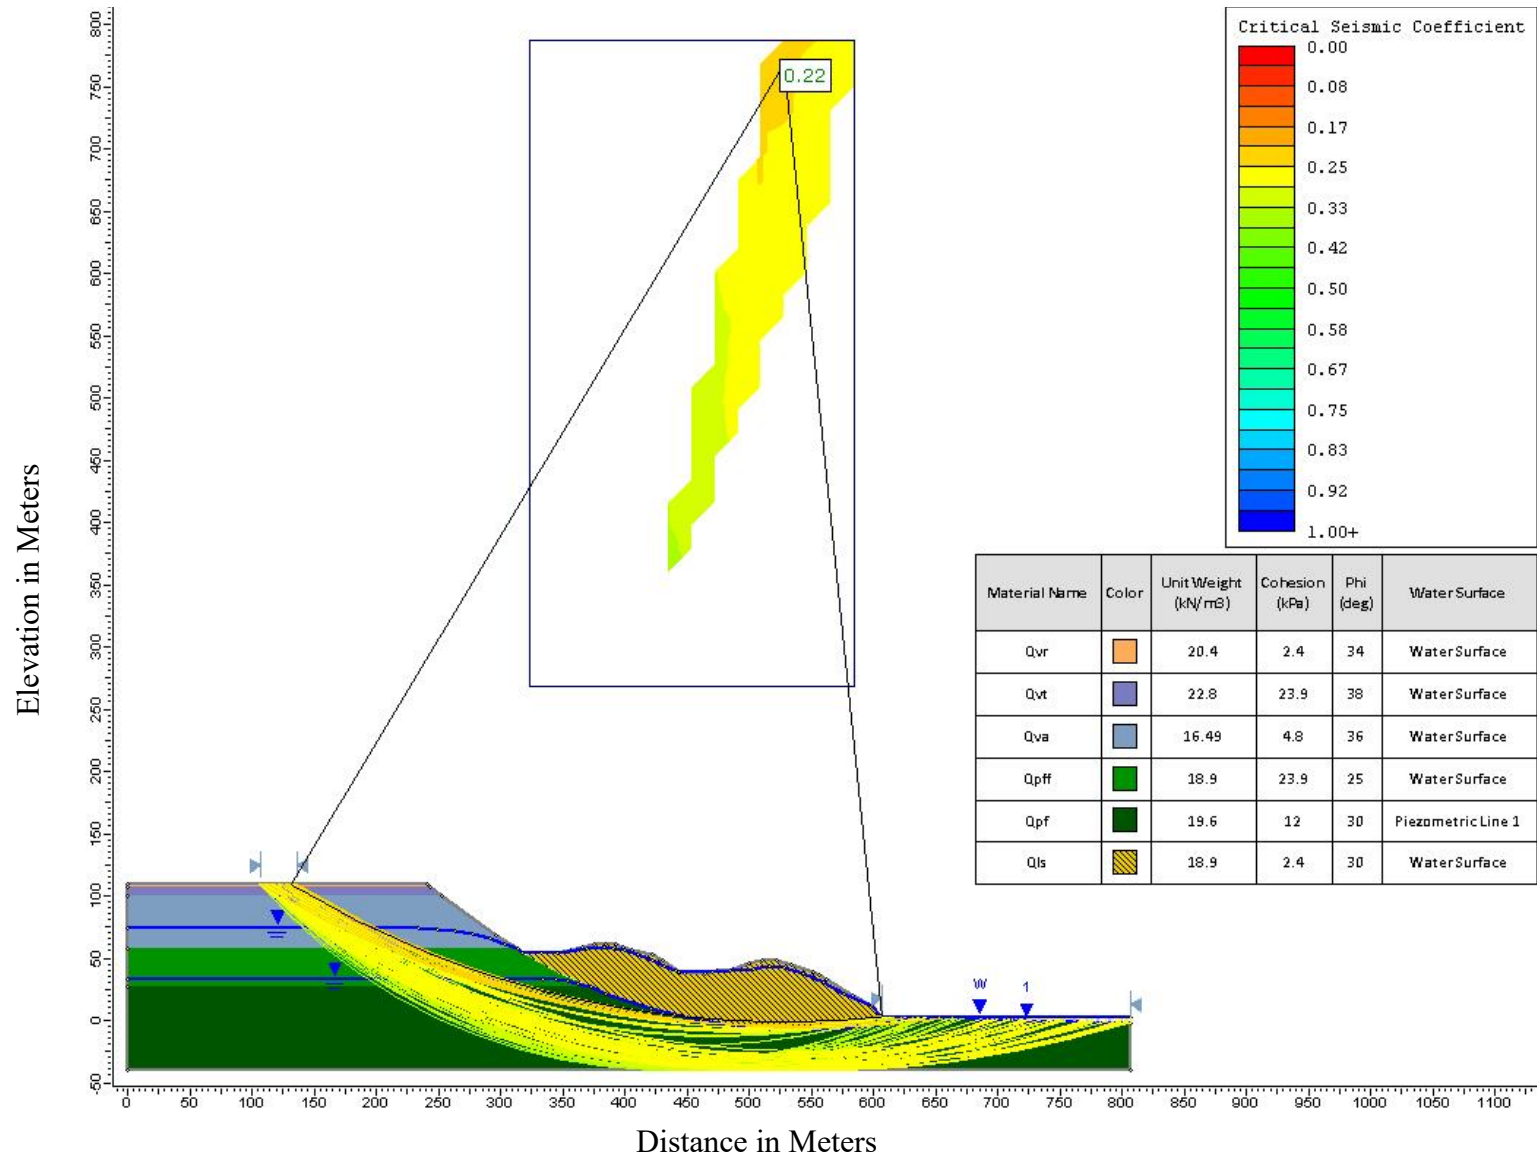 Critical Seismic Coefficient
0.00
0.08
0.17
0.25
0.33
0.42
0.50
0.58
0.67
0.75
0.83
0.92
1.00+
0.22
Elevation in Meters
800
750
700
650
600
550
500
450
400
350
300
250
200
150
100
50
0
-50
Material Name Color Unit Weight (kN/m3) Cohesion (kPa) Phi (deg) Water Surface
Qvr 20.4 2.4 34 Water Surface
Qvt 22.8 23.9 38 Water Surface
Qva 16.49 4.8 36 Water Surface
Qpff 18.9 23.9 25 Water Surface
Qpf 19.6 12 30 Piezometric Line 1
Qls 18.9 2.4 30 Water Surface
W 1
0 50 100 150 200 250 300 350 400 450 500 550 600 650 700 750 800 850 900 950 1000 1050 1100
Distance in Meters